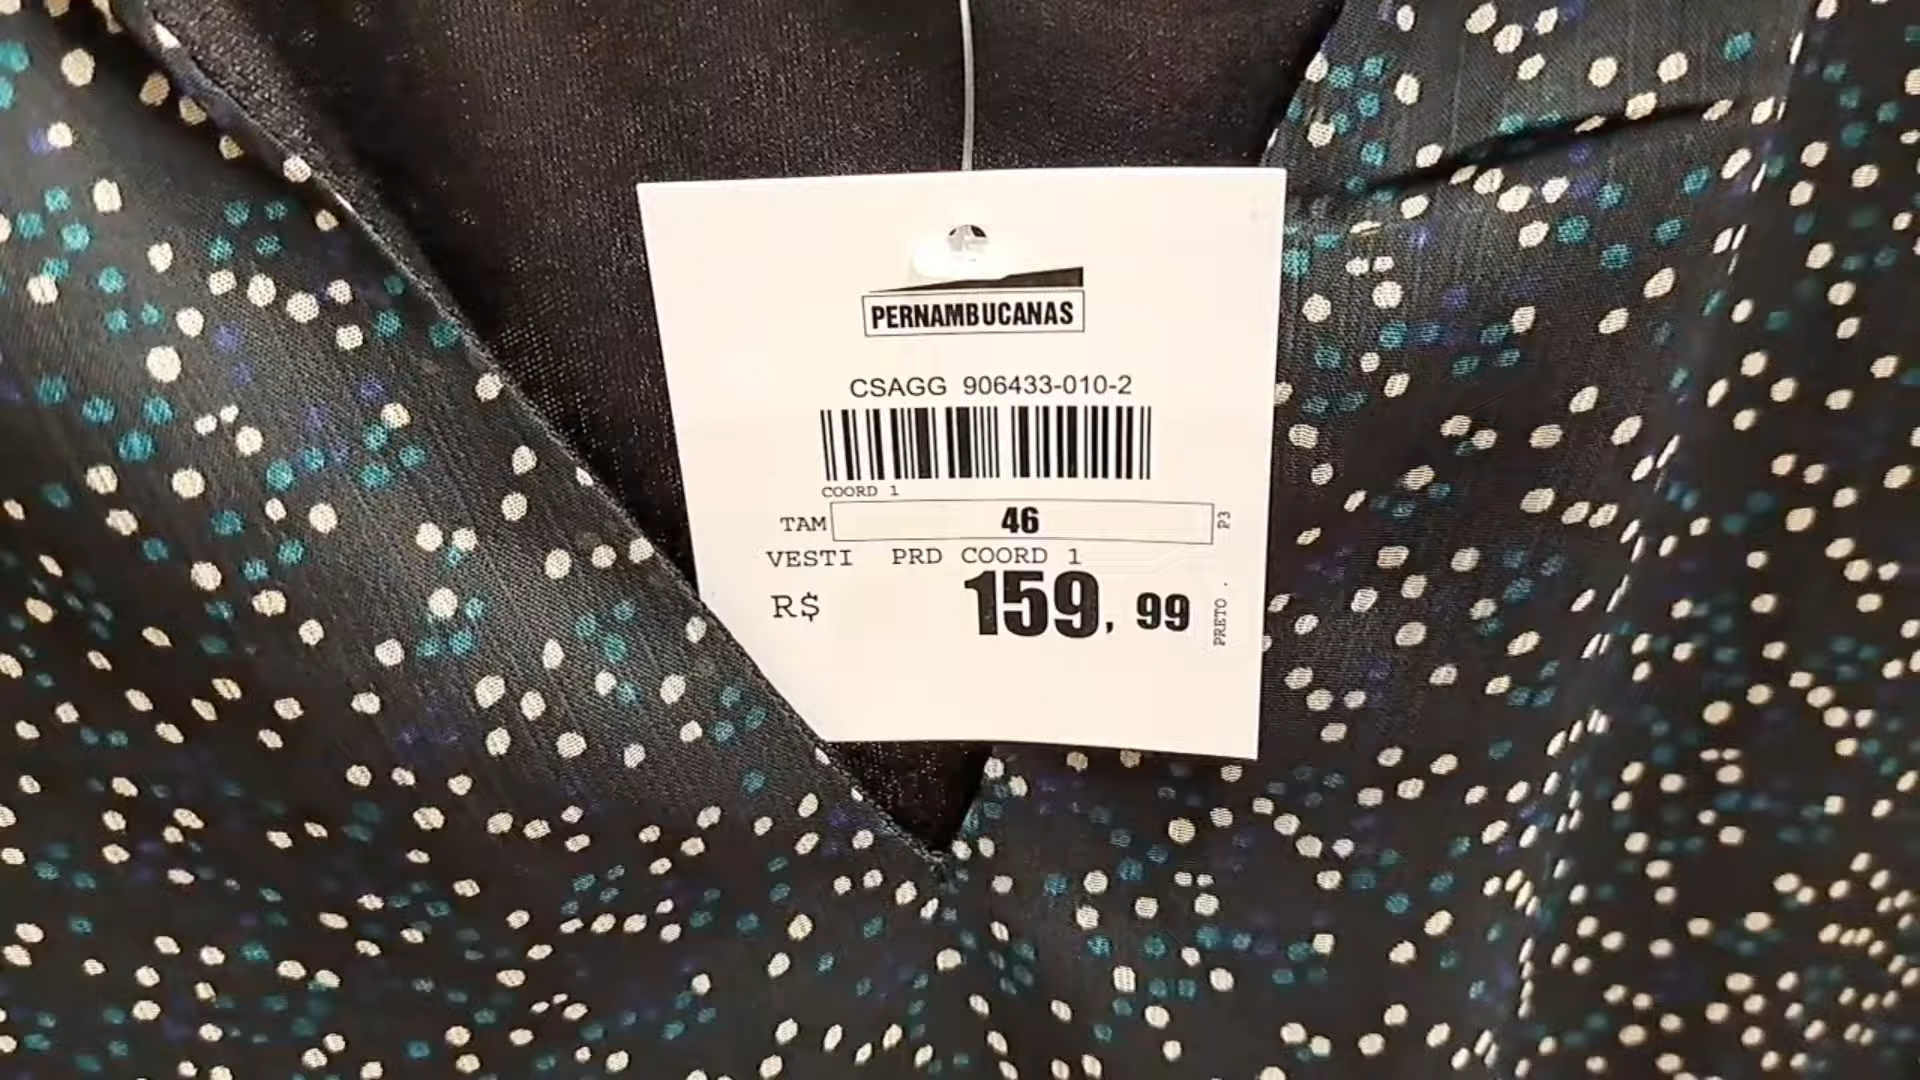 PERNAMBUCANAS
CSAGG 906433-010-2
COORD 1
TAM 46 P3
VESTI PRD COORD 1
R$ 159,99
PRETO .